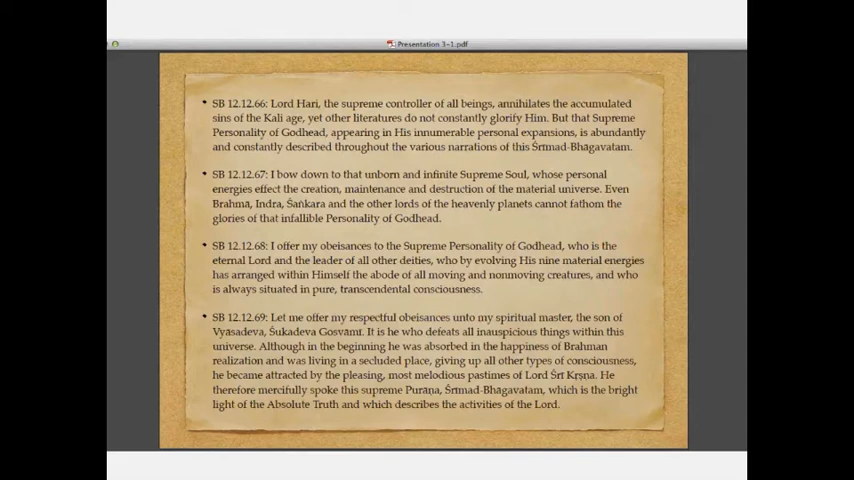 Presentation 3-1.pdf
• SB 12.12.66: Lord Hari, the supreme controller of all beings, annihilates the accumulated
sins of the Kali age, yet other literatures do not constantly glorify Him. But that Supreme
Personality of Godhead, appearing in His innumerable personal expansions, is abundantly
and constantly described throughout the various narrations of this Śrīmad-Bhāgavatam.
• SB 12.12.67: I bow down to that unborn and infinite Supreme Soul, whose personal
energies effect the creation, maintenance and destruction of the material universe. Even
Brahmā, Indra, Śaṅkara and the other lords of the heavenly planets cannot fathom the
glories of that infallible Personality of Godhead.
• SB 12.12.68: I offer my obeisances to the Supreme Personality of Godhead, who is the
eternal Lord and the leader of all other deities, who by evolving His nine material energies
has arranged within Himself the abode of all moving and nonmoving creatures, and who
is always situated in pure, transcendental consciousness.
• SB 12.12.69: Let me offer my respectful obeisances unto my spiritual master, the son of
Vyāsadeva, Śukadeva Gosvāmī. It is he who defeats all inauspicious things within this
universe. Although in the beginning he was absorbed in the happiness of Brahman
realization and was living in a secluded place, giving up all other types of consciousness,
he became attracted by the pleasing, most melodious pastimes of Lord Śrī Kṛṣṇa. He
therefore mercifully spoke this supreme Purāṇa, Śrīmad-Bhāgavatam, which is the bright
light of the Absolute Truth and which describes the activities of the Lord.